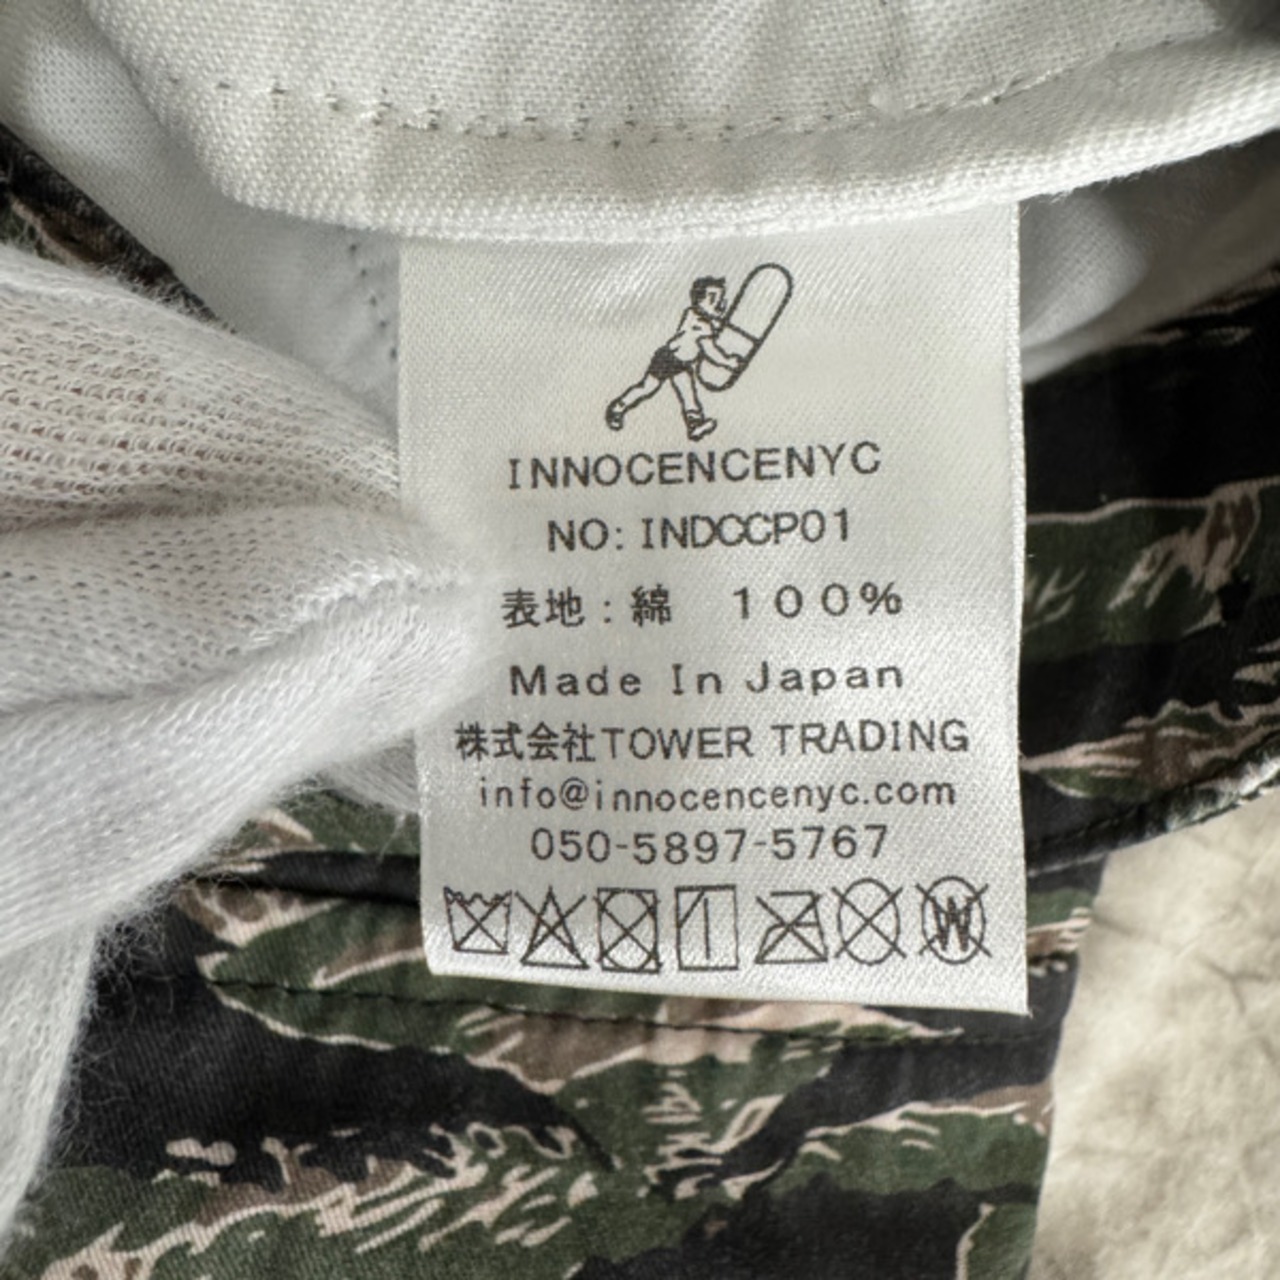 INNOCENCENYC
NO: INDCCP01
表地：綿　１００％
Made In Japan
株式会社TOWER TRADING
info@innocencenyc.com
050-5897-5767
W